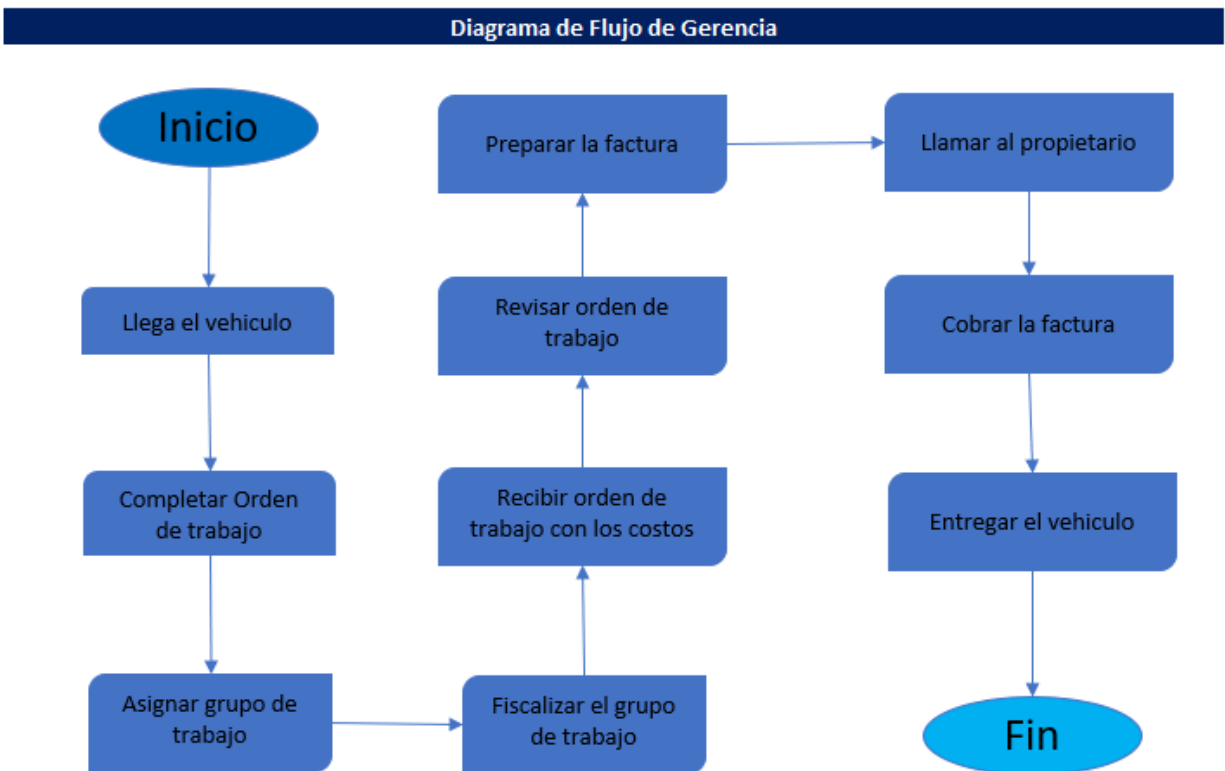 Diagrama de Flujo de Gerencia
Inicio
Llega el vehiculo
Completar Orden
de trabajo
Asignar grupo de
trabajo
Fiscalizar el grupo
de trabajo
Recibir orden de
trabajo con los costos
Revisar orden de
trabajo
Preparar la factura
Llamar al propietario
Cobrar la factura
Entregar el vehiculo
Fin